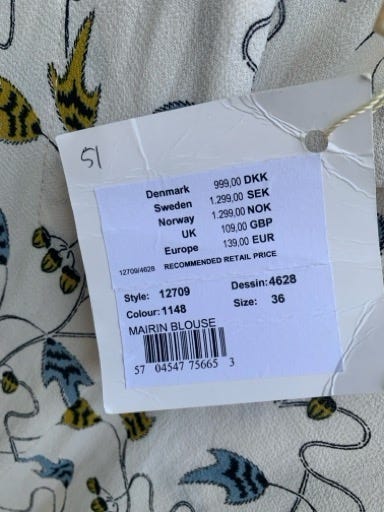 51
Denmark 999,00 DKK
Sweden 1.299,00 SEK
Norway 1.299,00 NOK
UK 109,00 GBP
Europe 139,00 EUR
12709/4628 RECOMMENDED RETAIL PRICE
Style: 12709 Dessin: 4628
Colour: 1148 Size: 36
MAIRIN BLOUSE
57 04547 75665 3